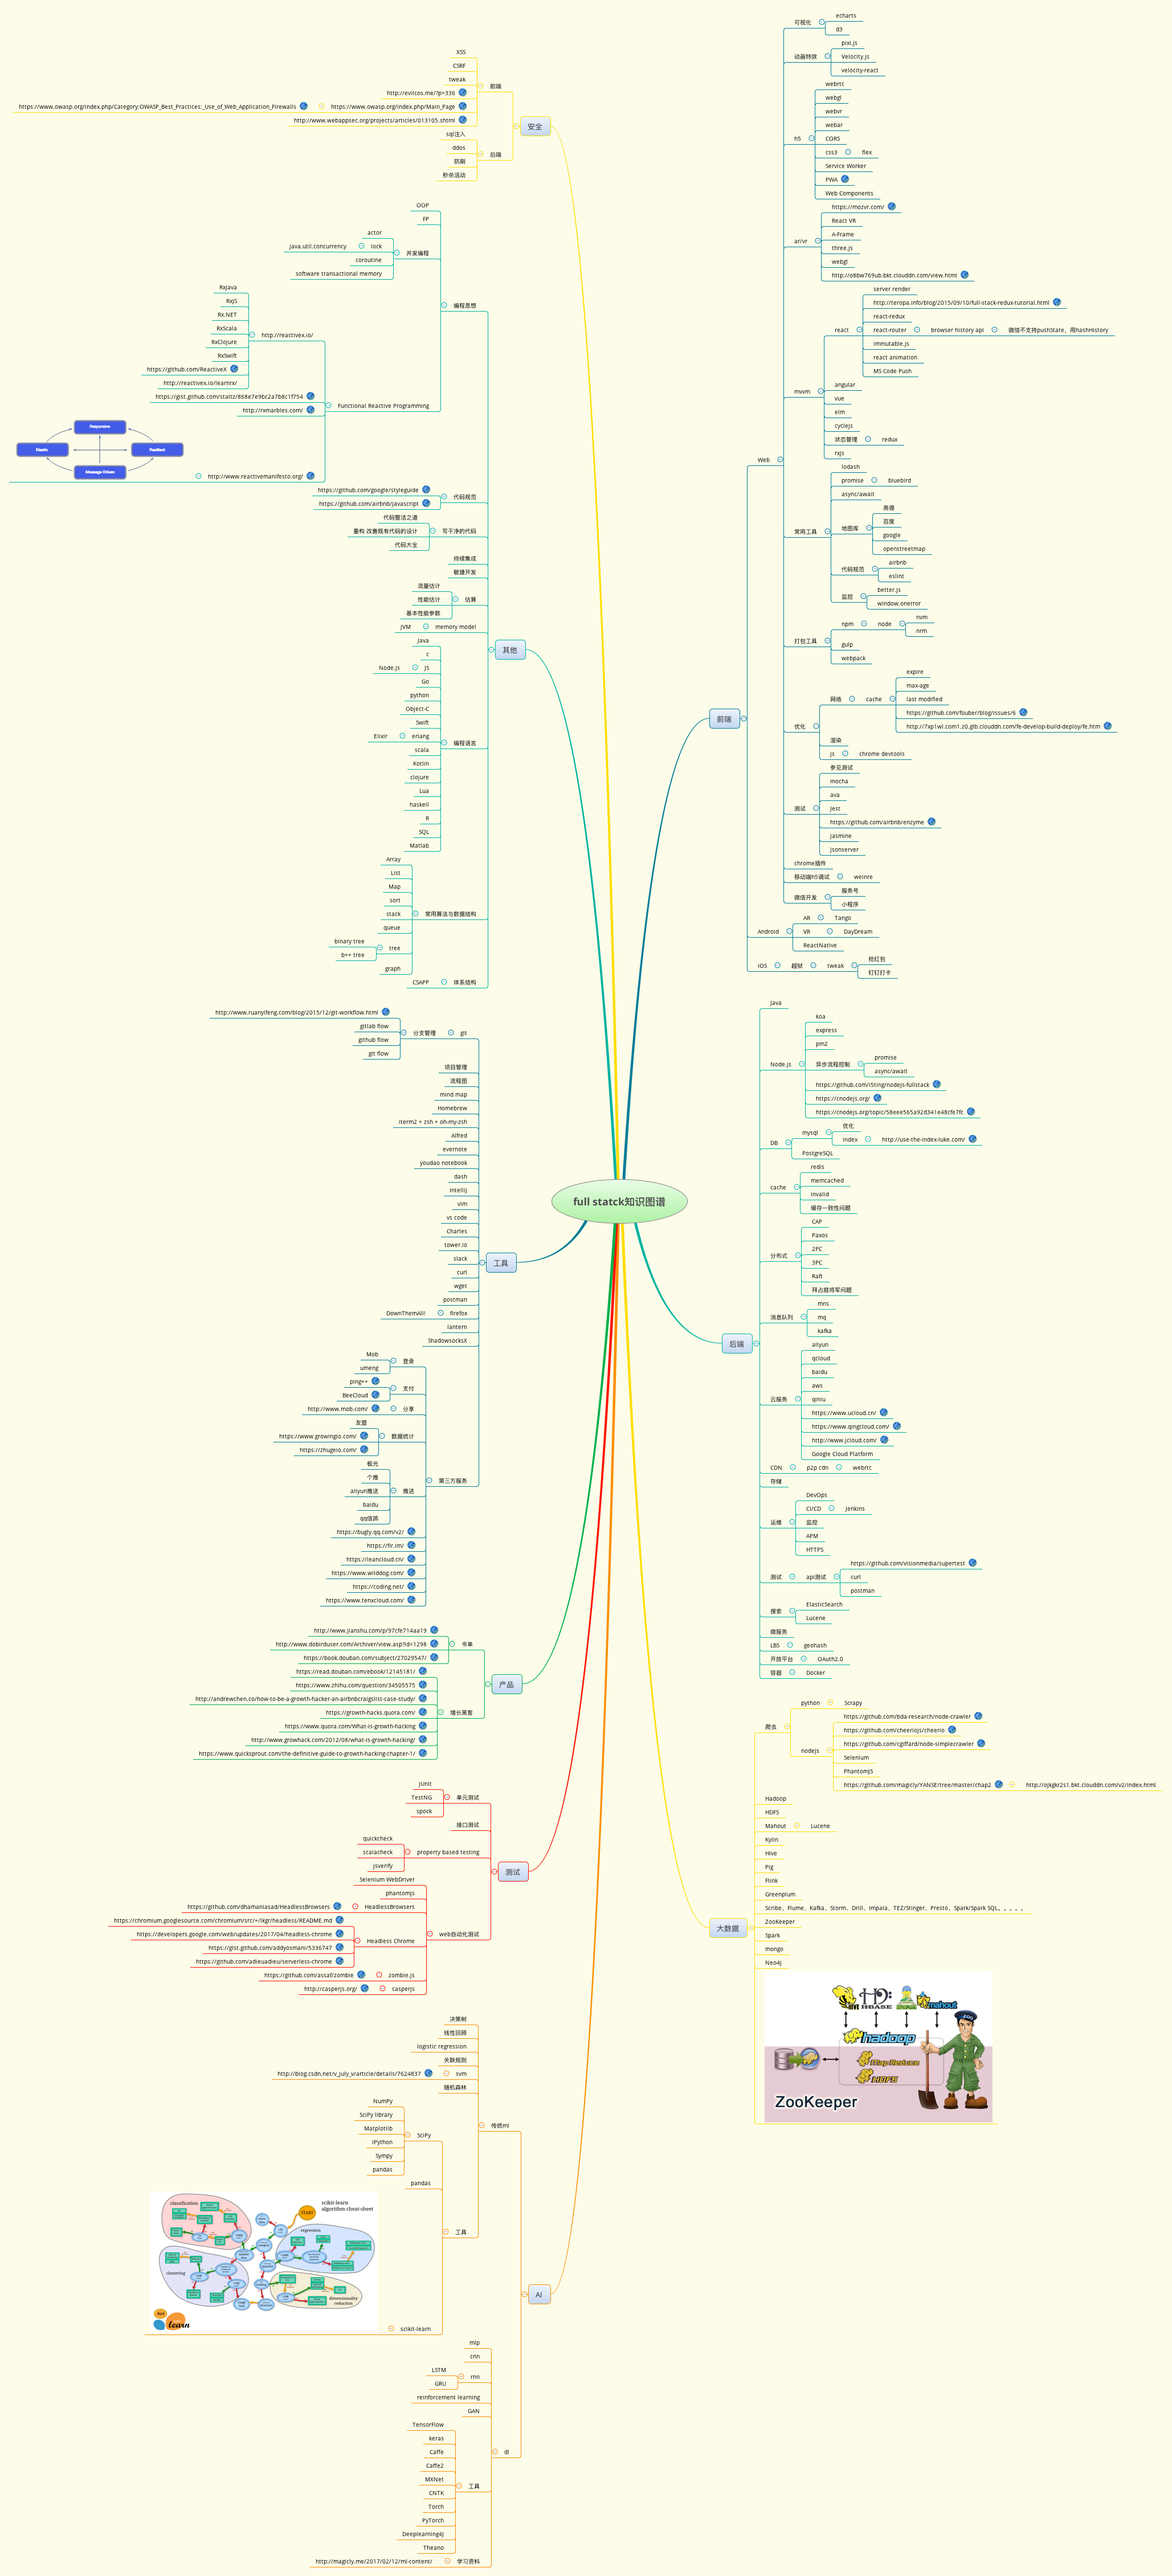 full statck知识图谱
前端
Web
可视化
echarts
d3
动画特效
pixi.js
Velocity.js
velocity-react
h5
webrtc
webgl
webvr
webar
CORS
css3
flex
Service Worker
PWA
Web Components
ar/vr
https://mozvr.com/
React VR
A-Frame
three.js
webgl
http://o8bw769ub.bkt.clouddn.com/view.html
mvvm
react
server render
http://teropa.info/blog/2015/09/10/full-stack-redux-tutorial.html
react-redux
react-router
browser history api
微信不支持pushState，用hashHistory
immutable.js
react animation
MS Code Push
angular
vue
elm
cyclejs
状态管理
redux
rxjs
常用工具
lodash
promise
bluebird
async/await
地图库
高德
百度
google
openstreetmap
代码规范
airbnb
eslint
监控
better.js
window.onerror
打包工具
npm
node
nvm
nrm
gulp
webpack
优化
网络
cache
expire
max-age
last modified
https://github.com/fouber/blog/issues/6
http://7xp1wl.com1.z0.glb.clouddn.com/fe-develop-build-deploy/fe.htm
渲染
js
chrome devtools
测试
参见测试
mocha
ava
Jest
https://github.com/airbnb/enzyme
jasmine
jsonserver
chrome插件
移动端h5调试
weinre
微信开发
服务号
小程序
Android
AR
Tango
VR
DayDream
ReactNative
iOS
越狱
tweak
抢红包
钉钉打卡
后端
Java
Node.js
koa
express
pm2
异步流程控制
promise
async/await
https://github.com/i5ting/nodejs-fullstack
https://cnodejs.org/
https://cnodejs.org/topic/58eee565a92d341e48cfe7fc
DB
mysql
优化
index
http://use-the-index-luke.com/
PostgreSQL
cache
redis
memcached
invalid
缓存一致性问题
分布式
CAP
Paxos
2PC
3PC
Raft
拜占庭将军问题
消息队列
mns
mq
kafka
云服务
aliyun
qcloud
baidu
aws
qiniu
https://www.ucloud.cn/
https://www.qingcloud.com/
http://www.jcloud.com/
Google Cloud Platform
CDN
p2p cdn
webrtc
存储
运维
DevOps
CI/CD
Jenkins
监控
APM
HTTPS
测试
api测试
https://github.com/visionmedia/supertest
curl
postman
搜索
ElasticSearch
Lucene
微服务
LBS
geohash
开放平台
OAuth2.0
容器
Docker
大数据
爬虫
python
Scrapy
nodejs
https://github.com/bda-research/node-crawler
https://github.com/cheeriojs/cheerio
https://github.com/cgiffard/node-simplecrawler
Selenium
PhantomJS
https://github.com/magicly/YANSE/tree/master/chap2
http://ojkgkr2s1.bkt.clouddn.com/v2/index.html
Hadoop
HDFS
Mahout
Lucene
Kylin
Hive
Pig
Flink
Greenplum
Scribe、Flume、Kafka、Storm、Drill、Impala、TEZ/Stinger、Presto、Spark/Spark SQL。。。。。
ZooKeeper
Spark
mongo
Neo4j
HIVE
HBASE
mahout
hadoop
Map Reduce
HDFS
ZooKeeper
安全
前端
XSS
CSRF
tweak
http://evilcos.me/?p=336
https://www.owasp.org/index.php/Main_Page
https://www.owasp.org/index.php/Category:OWASP_Best_Practices:_Use_of_Web_Application_Firewalls
http://www.webappsec.org/projects/articles/013105.shtml
后端
sql注入
ddos
防刷
秒杀活动
其他
编程思想
OOP
FP
并发编程
actor
lock
java.util.concurrency
coroutine
software transactional memory
Functional Reactive Programming
http://reactivex.io/
RxJava
RxJS
Rx.NET
RxScala
RxClojure
RxSwift
https://github.com/ReactiveX
http://reactivex.io/learnrx/
https://gist.github.com/staltz/868e7e9bc2a7b8c1f754
http://rxmarbles.com/
http://www.reactivemanifesto.org/
Responsive
Elastic
Resilient
Message Driven
代码规范
https://github.com/google/styleguide
https://github.com/airbnb/javascript
写干净的代码
代码整洁之道
重构 改善既有代码的设计
代码大全
持续集成
敏捷开发
估算
流量估计
性能估计
基本性能参数
memory model
JVM
编程语言
Java
c
JS
Node.js
Go
python
Object-C
Swift
erlang
Elixir
scala
Kotlin
clojure
Lua
haskell
R
SQL
Matlab
常用算法与数据结构
Array
List
Map
sort
stack
queue
tree
binary tree
b++ tree
graph
体系结构
CSAPP
工具
git
分支管理
http://www.ruanyifeng.com/blog/2015/12/git-workflow.html
gitlab flow
github flow
git flow
项目管理
流程图
mind map
Homebrew
iterm2 + zsh + oh-my-zsh
Alfred
evernote
youdao notebook
dash
Intellij
vim
vs code
Charles
tower.io
slack
curl
wget
postman
firefox
DownThemAll!
lantern
ShadowsocksX
第三方服务
登录
Mob
umeng
支付
ping++
BeeCloud
分享
http://www.mob.com/
数据统计
友盟
https://www.growingio.com/
https://zhugeio.com/
推送
极光
个推
aliyun推送
baidu
qq信鸽
https://bugly.qq.com/v2/
https://fir.im/
https://leancloud.cn/
https://www.wilddog.com/
https://coding.net/
https://www.tenxcloud.com/
产品
书单
http://www.jianshu.com/p/97cfe714aa19
http://www.dobirduser.com/Archiver/view.asp?id=1298
https://book.douban.com/subject/27029547/
增长黑客
https://read.douban.com/ebook/12145181/
https://www.zhihu.com/question/34505575
http://andrewchen.co/how-to-be-a-growth-hacker-an-airbnbcraigslist-case-study/
https://growth-hacks.quora.com/
https://www.quora.com/What-is-growth-hacking
http://www.growhack.com/2012/08/what-is-growth-hacking/
https://www.quicksprout.com/the-definitive-guide-to-growth-hacking-chapter-1/
测试
单元测试
JUnit
TestNG
spock
接口测试
property based testing
quickcheck
scalacheck
jsverify
web自动化测试
Selenium WebDriver
phantomjs
HeadlessBrowsers
https://github.com/dhamaniasad/HeadlessBrowsers
Headless Chrome
https://chromium.googlesource.com/chromium/src/+/lkgr/headless/README.md
https://developers.google.com/web/updates/2017/04/headless-chrome
https://gist.github.com/addyosmani/5336747
https://github.com/adieuadieu/serverless-chrome
zombie.js
https://github.com/assaf/zombie
casperjs
http://casperjs.org/
AI
传统ml
决策树
线性回顾
logistic regression
关联规则
svm
http://blog.csdn.net/v_july_v/article/details/7624837
随机森林
工具
SciPy
NumPy
SciPy library
Matplotlib
IPython
Sympy
pandas
pandas
scikit-learn
classification
scikit-learn
algorithm cheat-sheet
START
regression
clustering
dimensionality
reduction
Back
learn
dl
mlp
cnn
rnn
LSTM
GRU
reinforcement learning
GAN
工具
TensorFlow
keras
Caffe
Caffe2
MXNet
CNTK
Torch
PyTorch
Deeplearning4j
Theano
学习资料
http://magicly.me/2017/02/12/ml-content/